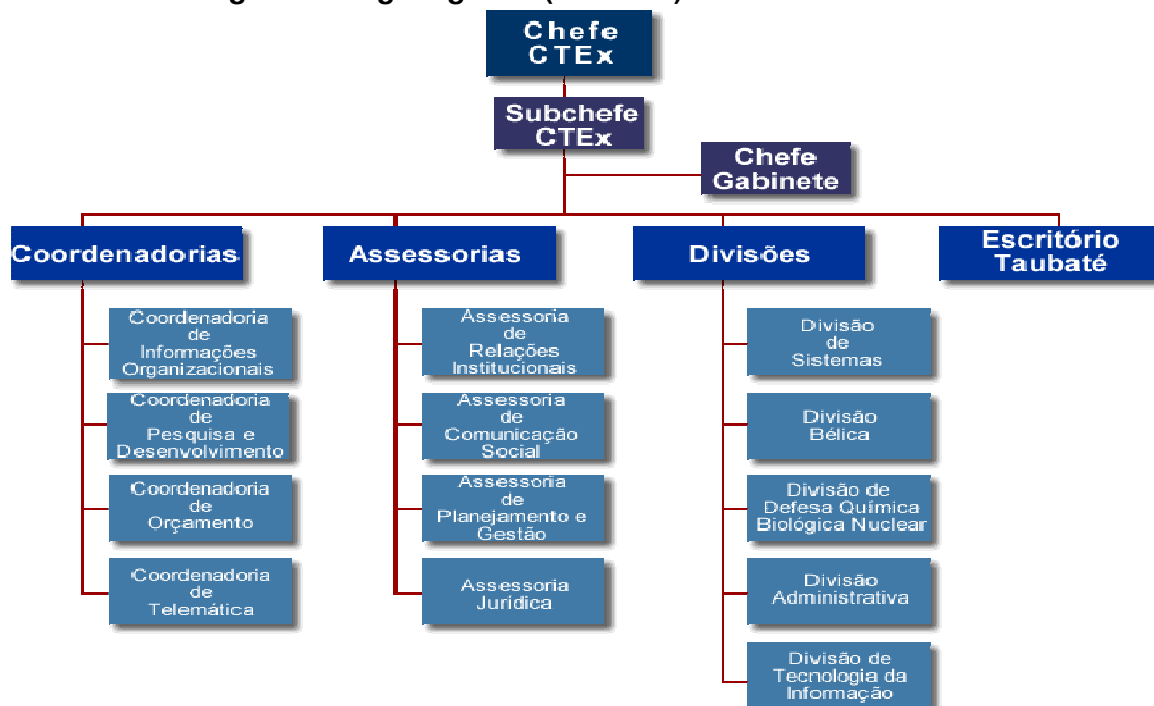 Chefe
CTEx
Subchefe
CTEx
Chefe
Gabinete
Coordenadorias
Assessorias
Divisões
Escritório
Taubaté
Coordenadoria
de
Informações
Organizacionais
Coordenadoria
de
Pesquisa e
Desenvolvimento
Coordenadoria
de
Orçamento
Coordenadoria
de
Telemática
Assessoria
de
Relações
Institucionais
Assessoria
de
Comunicação
Social
Assessoria
de
Planejamento e
Gestão
Assessoria
Jurídica
Divisão
de
Sistemas
Divisão
Bélica
Divisão de
Defesa Química
Biológica Nuclear
Divisão
Administrativa
Divisão de
Tecnologia da
Informação